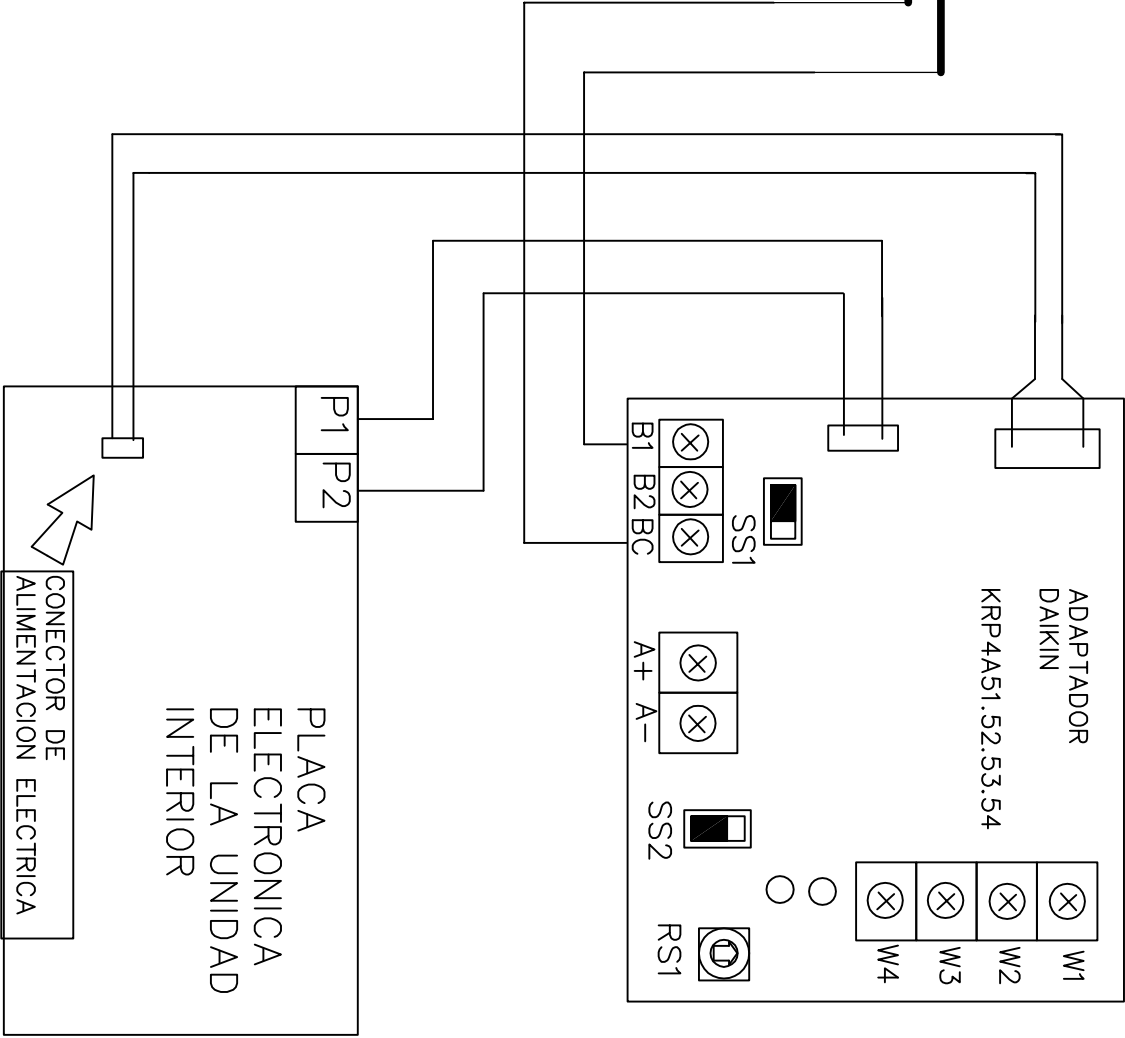 P1
P2
CONECTOR DE
ALIMENTACION ELECTRICA
PLACA
ELECTRONICA
DE LA UNIDAD
INTERIOR
B1
B2
BC
SS1
ADAPTADOR
DAIKIN
KRP4A51.52.53.54
A+
A-
SS2
RS1
W1
W2
W3
W4